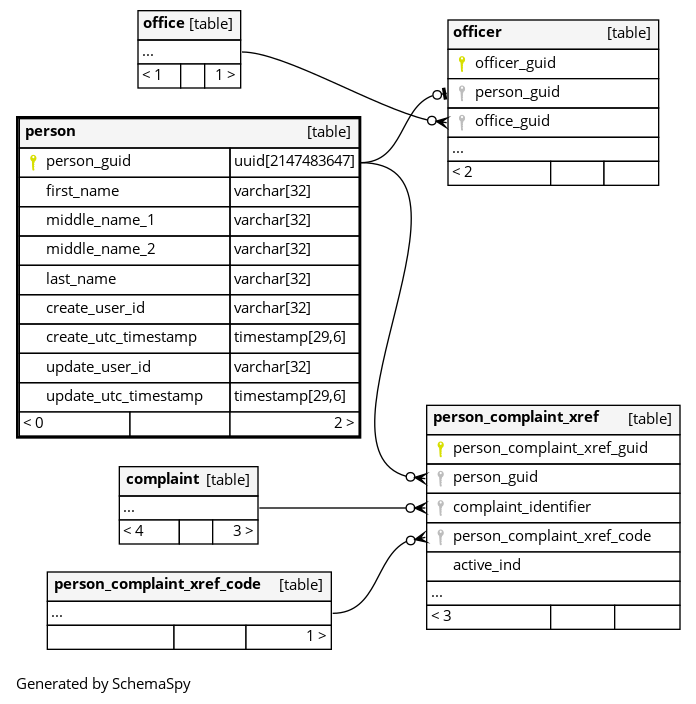 office [table]
...
< 1 1 >
officer [table]
officer_guid
person_guid
office_guid
...
< 2
person [table]
person_guid uuid[2147483647]
first_name varchar[32]
middle_name_1 varchar[32]
middle_name_2 varchar[32]
last_name varchar[32]
create_user_id varchar[32]
create_utc_timestamp timestamp[29,6]
update_user_id varchar[32]
update_utc_timestamp timestamp[29,6]
< 0 2 >
person_complaint_xref [table]
person_complaint_xref_guid
person_guid
complaint_identifier
person_complaint_xref_code
active_ind
...
< 3
complaint [table]
...
< 4 3 >
person_complaint_xref_code [table]
...
1 >
Generated by SchemaSpy